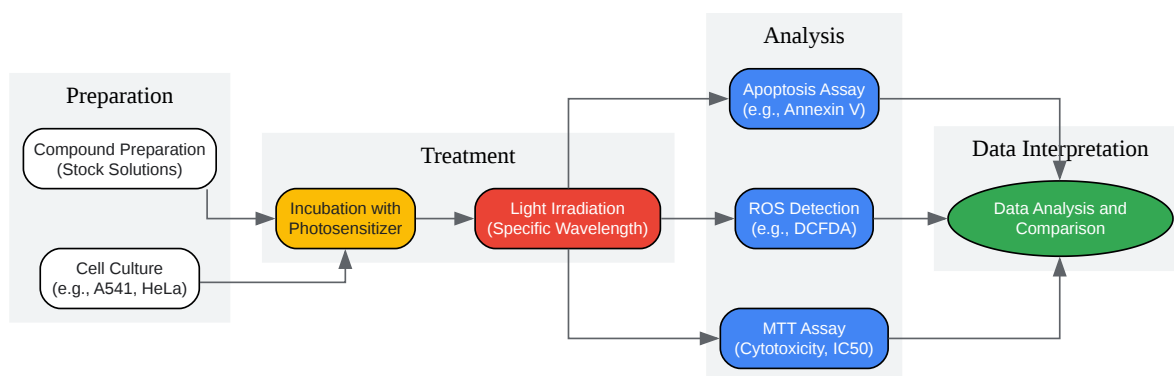 Preparation
Compound Preparation
(Stock Solutions)
Cell Culture
(e.g., A541, HeLa)
Treatment
Incubation with
Photosensitizer
Light Irradiation
(Specific Wavelength)
Analysis
Apoptosis Assay
(e.g., Annexin V)
ROS Detection
(e.g., DCFDA)
MTT Assay
(Cytotoxicity, IC50)
Data Interpretation
Data Analysis and
Comparison